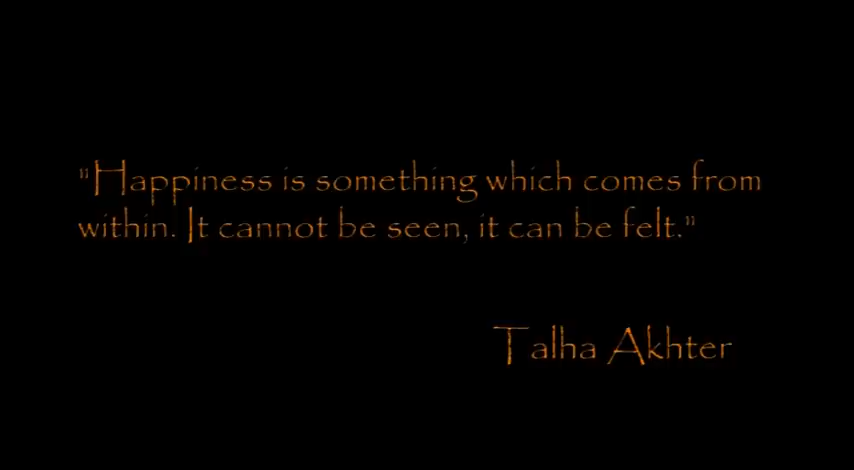 "Happiness is something which comes from
within. It cannot be seen, it can be felt."
Talha Akhter